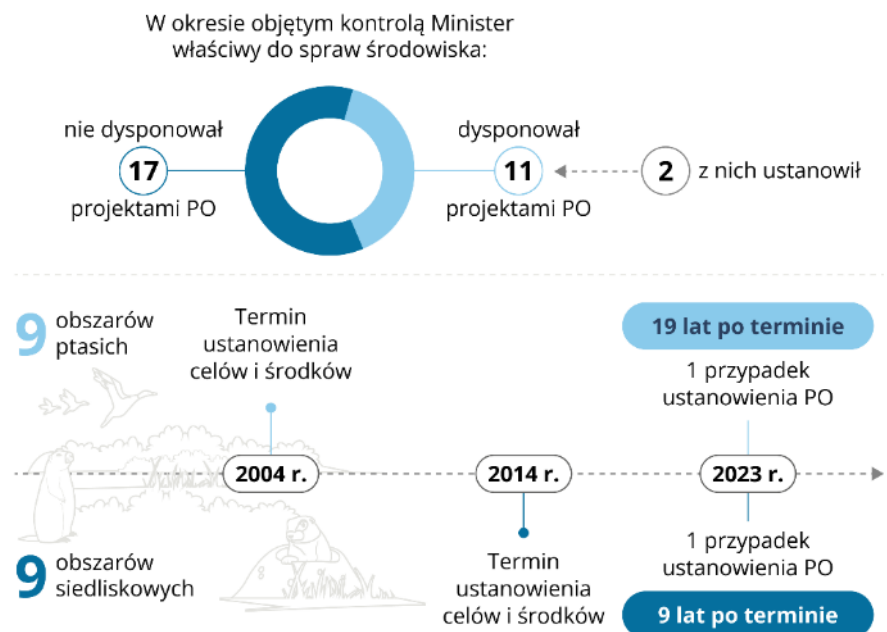 W okresie objętym kontrolą Minister
właściwy do spraw środowiska:
nie dysponował
17
projektami PO
dysponował
11
projektami PO
2
z nich ustanowił
9
obszarów
ptasich
Termin
ustanowienia
celów i środków
19 lat po terminie
1 przypadek
ustanowienia PO
2004 r.
2014 r.
2023 r.
9
obszarów
siedliskowych
Termin
ustanowienia
celów i środków
1 przypadek
ustanowienia PO
9 lat po terminie